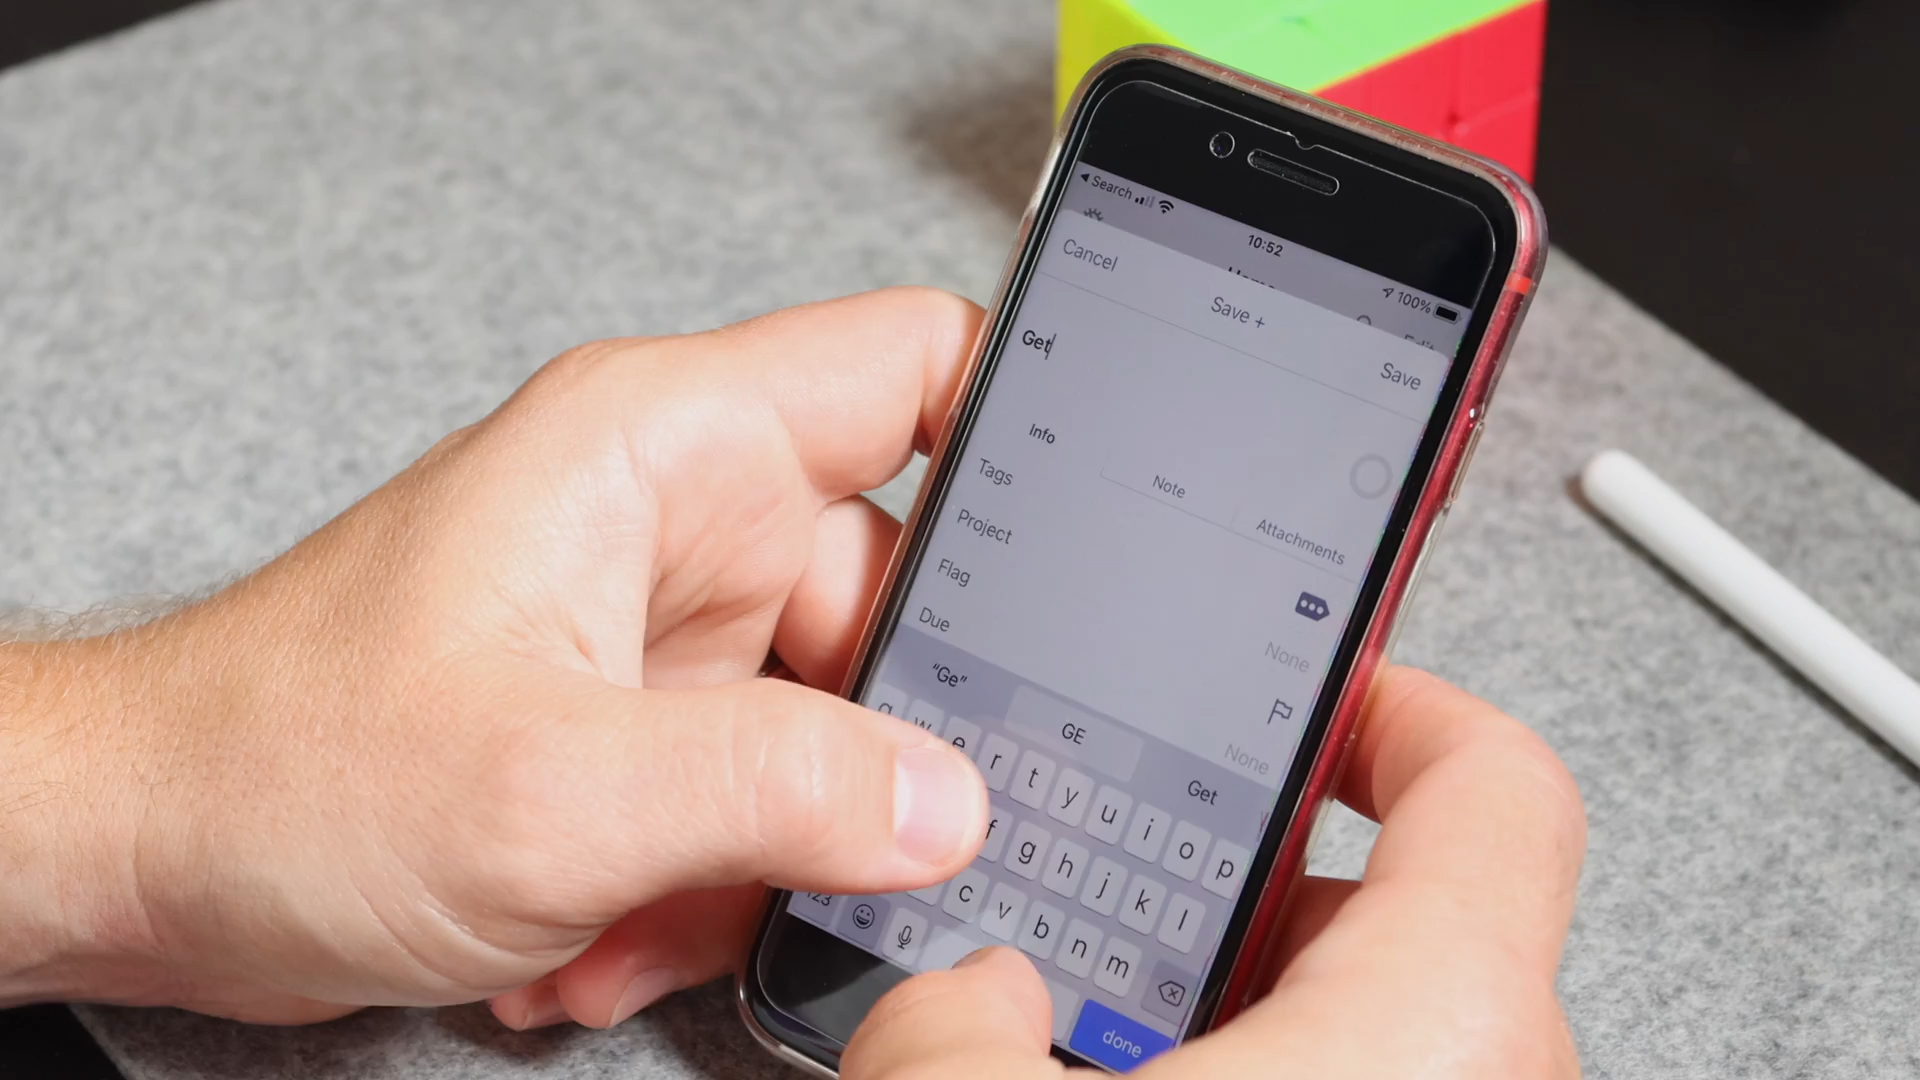 Search
10:52
100%
Cancel
Save +
Save
Get
Info
Note
Attachments
Tags
Project
None
Flag
Due
None
“Ge”
GE
Get
q w e r t y u i o p
f g h j k l
c v b n m
123
done